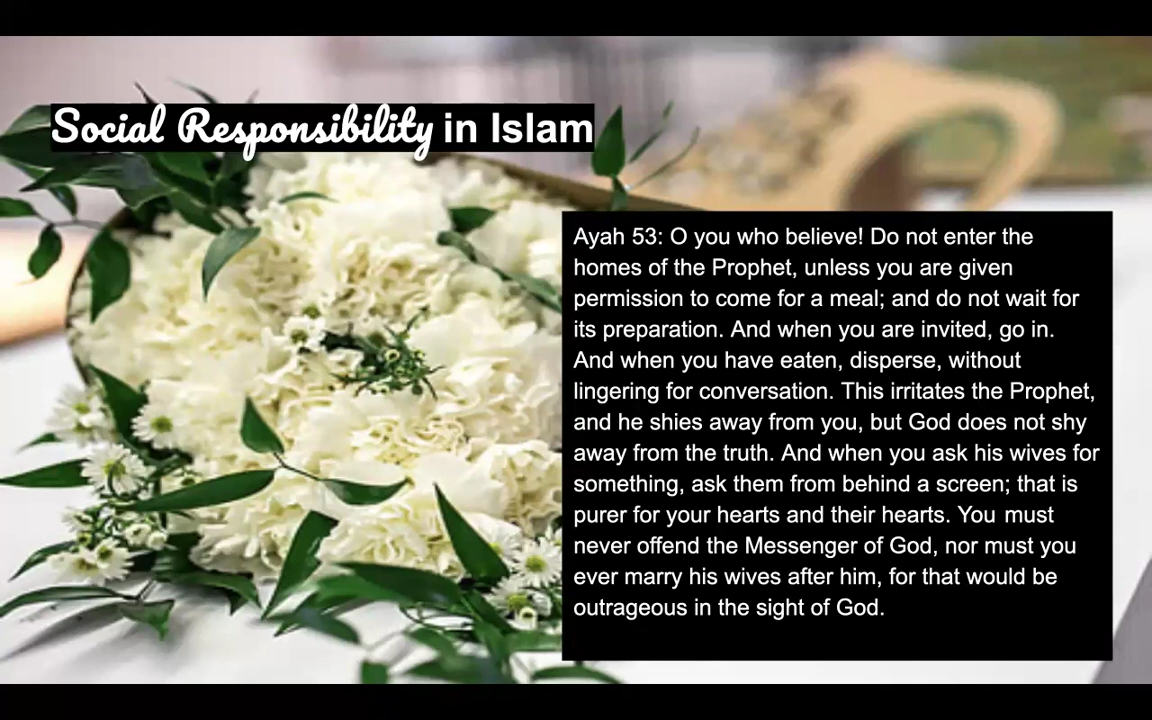 Social Responsibility in Islam
Ayah 53: O you who believe! Do not enter the
homes of the Prophet, unless you are given
permission to come for a meal; and do not wait for
its preparation. And when you are invited, go in.
And when you have eaten, disperse, without
lingering for conversation. This irritates the Prophet,
and he shies away from you, but God does not shy
away from the truth. And when you ask his wives for
something, ask them from behind a screen; that is
purer for your hearts and their hearts. You must
never offend the Messenger of God, nor must you
ever marry his wives after him, for that would be
outrageous in the sight of God.